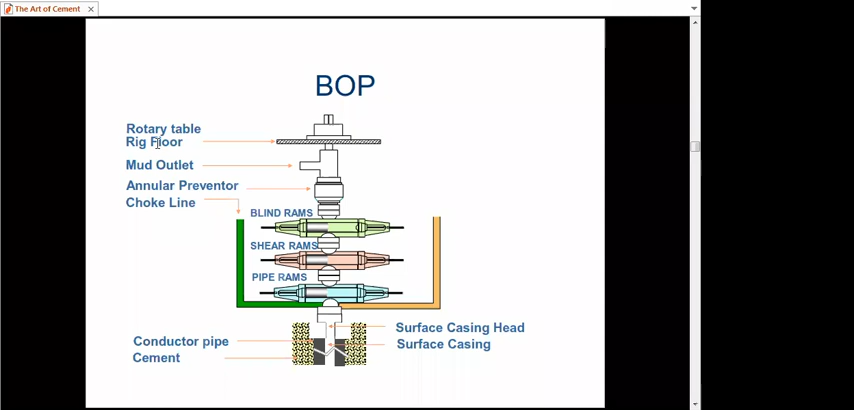 The Art of Cement
BOP
Rotary table
Rig Floor
Mud Outlet
Annular Preventor
Choke Line
BLIND RAMS
SHEAR RAMS
PIPE RAMS
Surface Casing Head
Conductor pipe
Surface Casing
Cement